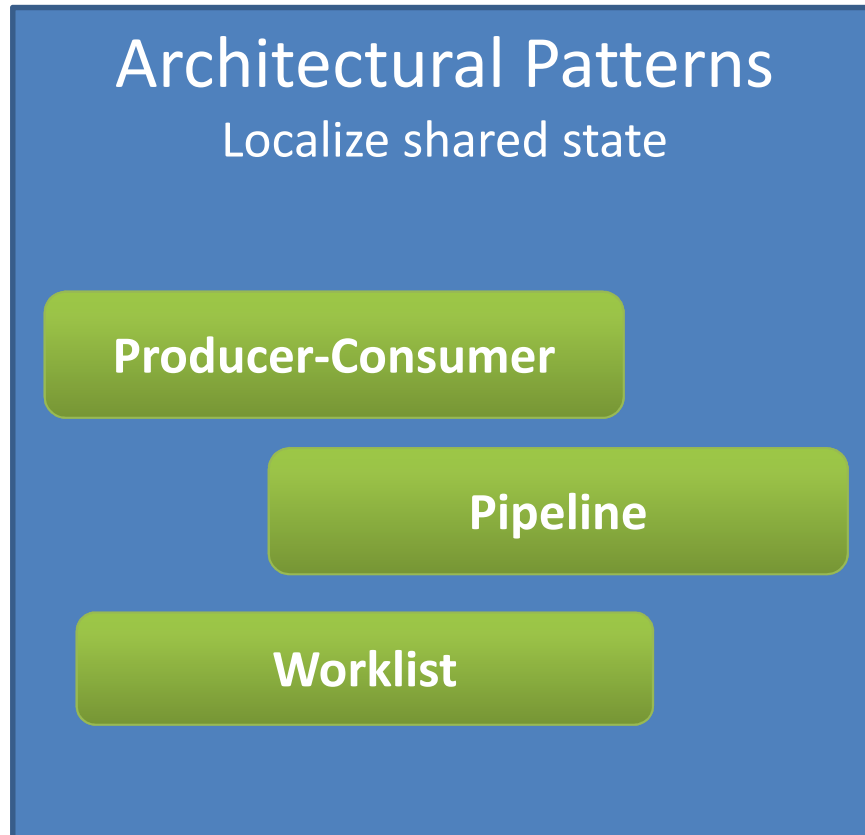 Architectural Patterns
Localize shared state
Producer-Consumer
Pipeline
Worklist